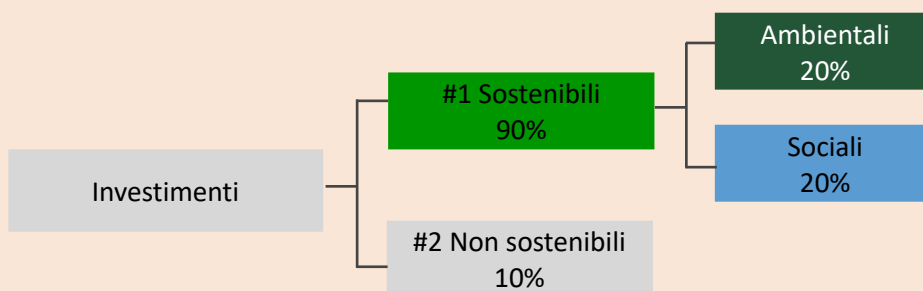 Investimenti
#1 Sostenibili
90%
#2 Non sostenibili
10%
Ambientali
20%
Sociali
20%